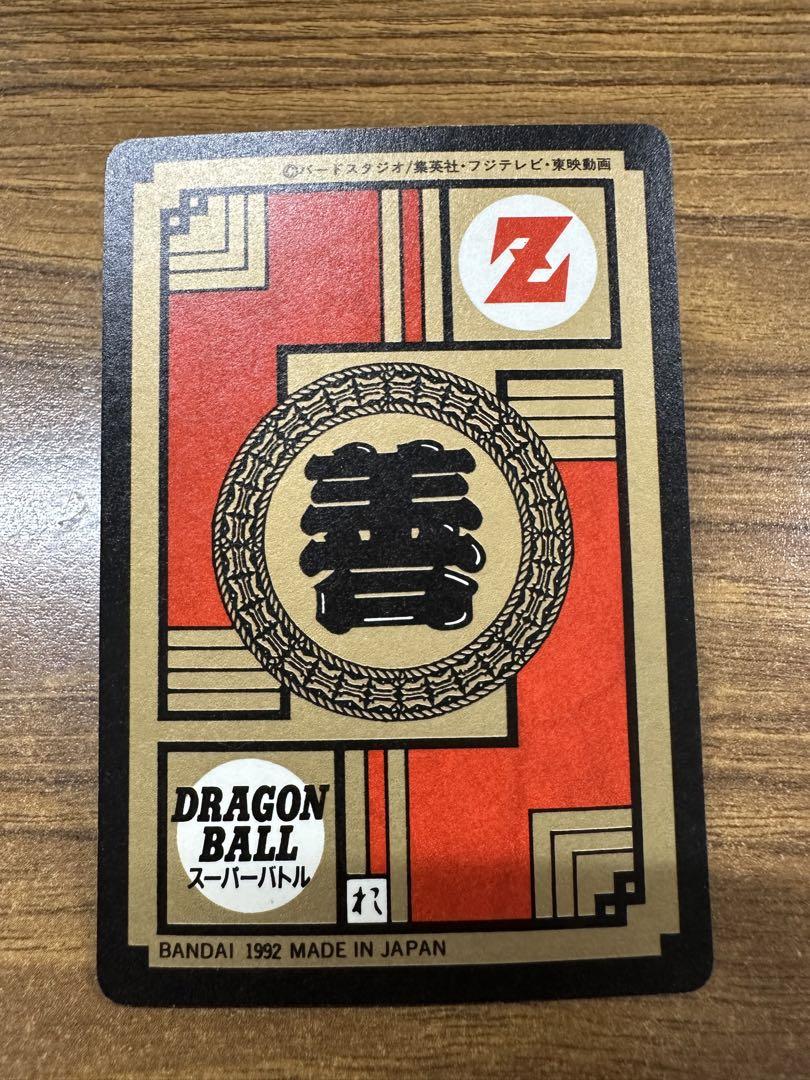 ©バードスタジオ/集英社・フジテレビ・東映動画
Z
善
DRAGON
BALL
スーパーバトル
れ
BANDAI 1992 MADE IN JAPAN